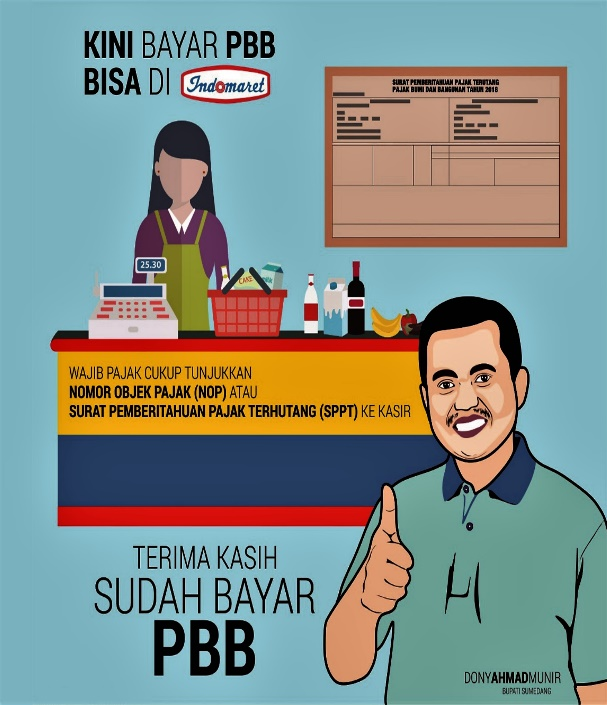 KINI BAYAR PBB
BISA DI Indomaret
SURAT PEMBERITAHUAN PAJAK TERUTANG
PAJAK BUMI DAN BANGUNAN TAHUN 2018
25.30
CAKE
WAJIB PAJAK CUKUP TUNJUKKAN
NOMOR OBJEK PAJAK (NOP) ATAU
SURAT PEMBERITAHUAN PAJAK TERHUTANG (SPPT) KE KASIR
TERIMA KASIH
SUDAH BAYAR
PBB
DONYAHMADMUNIR
BUPATI SUMEDANG